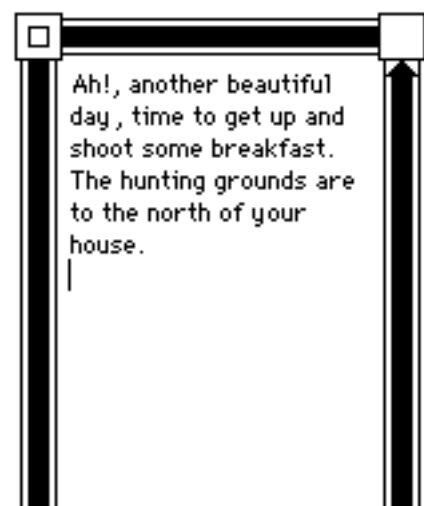 Ah!, another beautiful
day, time to get up and
shoot some breakfast.
The hunting grounds are
to the north of your
house.